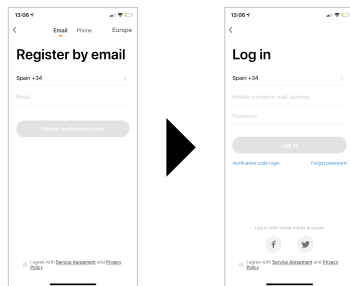 13:06
Email Phone Europe
Register by email
Spain +34
Email
Obtain verification code
I agree with Service Agreement and Privacy
Policy
13:06
Log in
Spain +34
Mobile number/e-mail address
Password
Log in
Verification code login Forget password
Log in with social media account
I agree with Service Agreement and Privacy
Policy